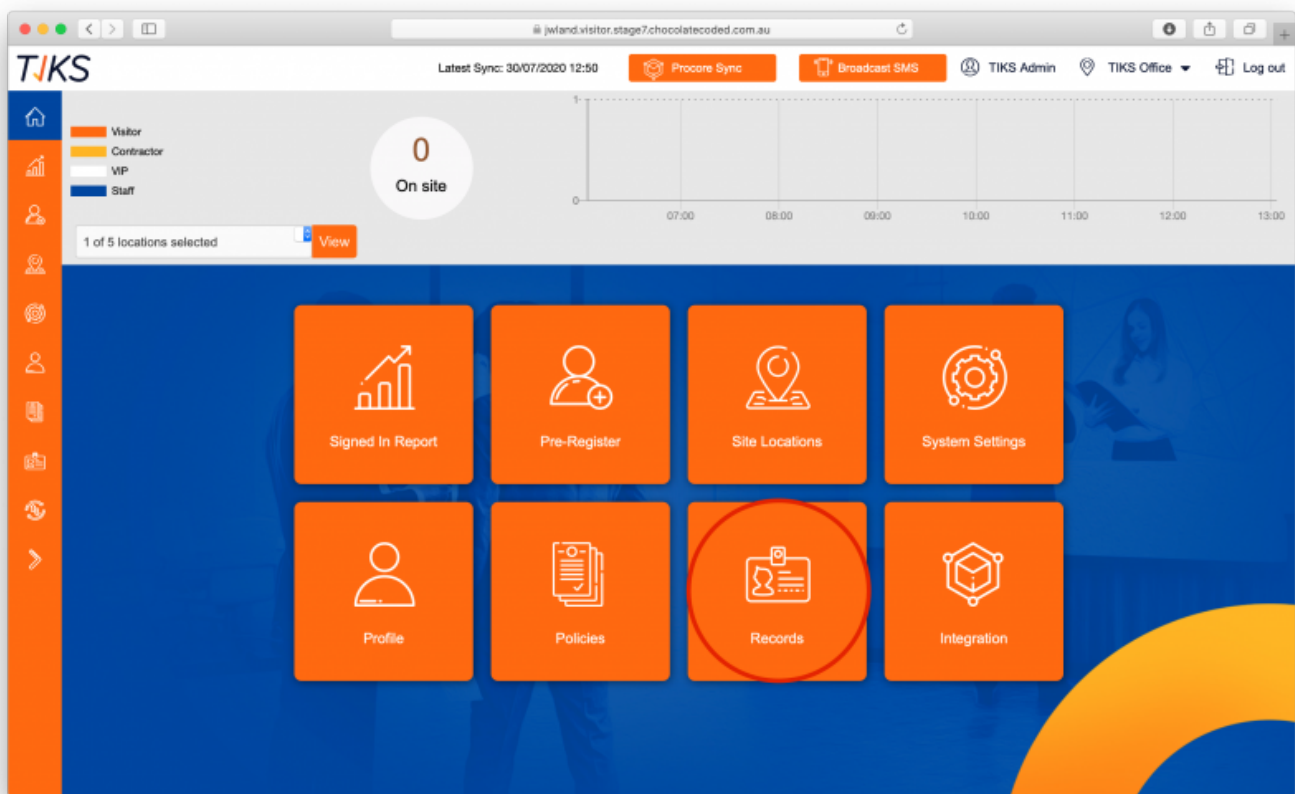 jwland.visitor.stage7.chocolatecoded.com.au
TIKS
Latest Sync: 30/07/2020 12:50
Procore Sync
Broadcast SMS
TIKS Admin
TIKS Office
Log out
Visitor
Contractor
VIP
Staff
0
On site
1
0
07:00 08:00 09:00 10:00 11:00 12:00 13:00
1 of 5 locations selected
View
Signed In Report
Pre-Register
Site Locations
System Settings
Profile
Policies
Records
Integration